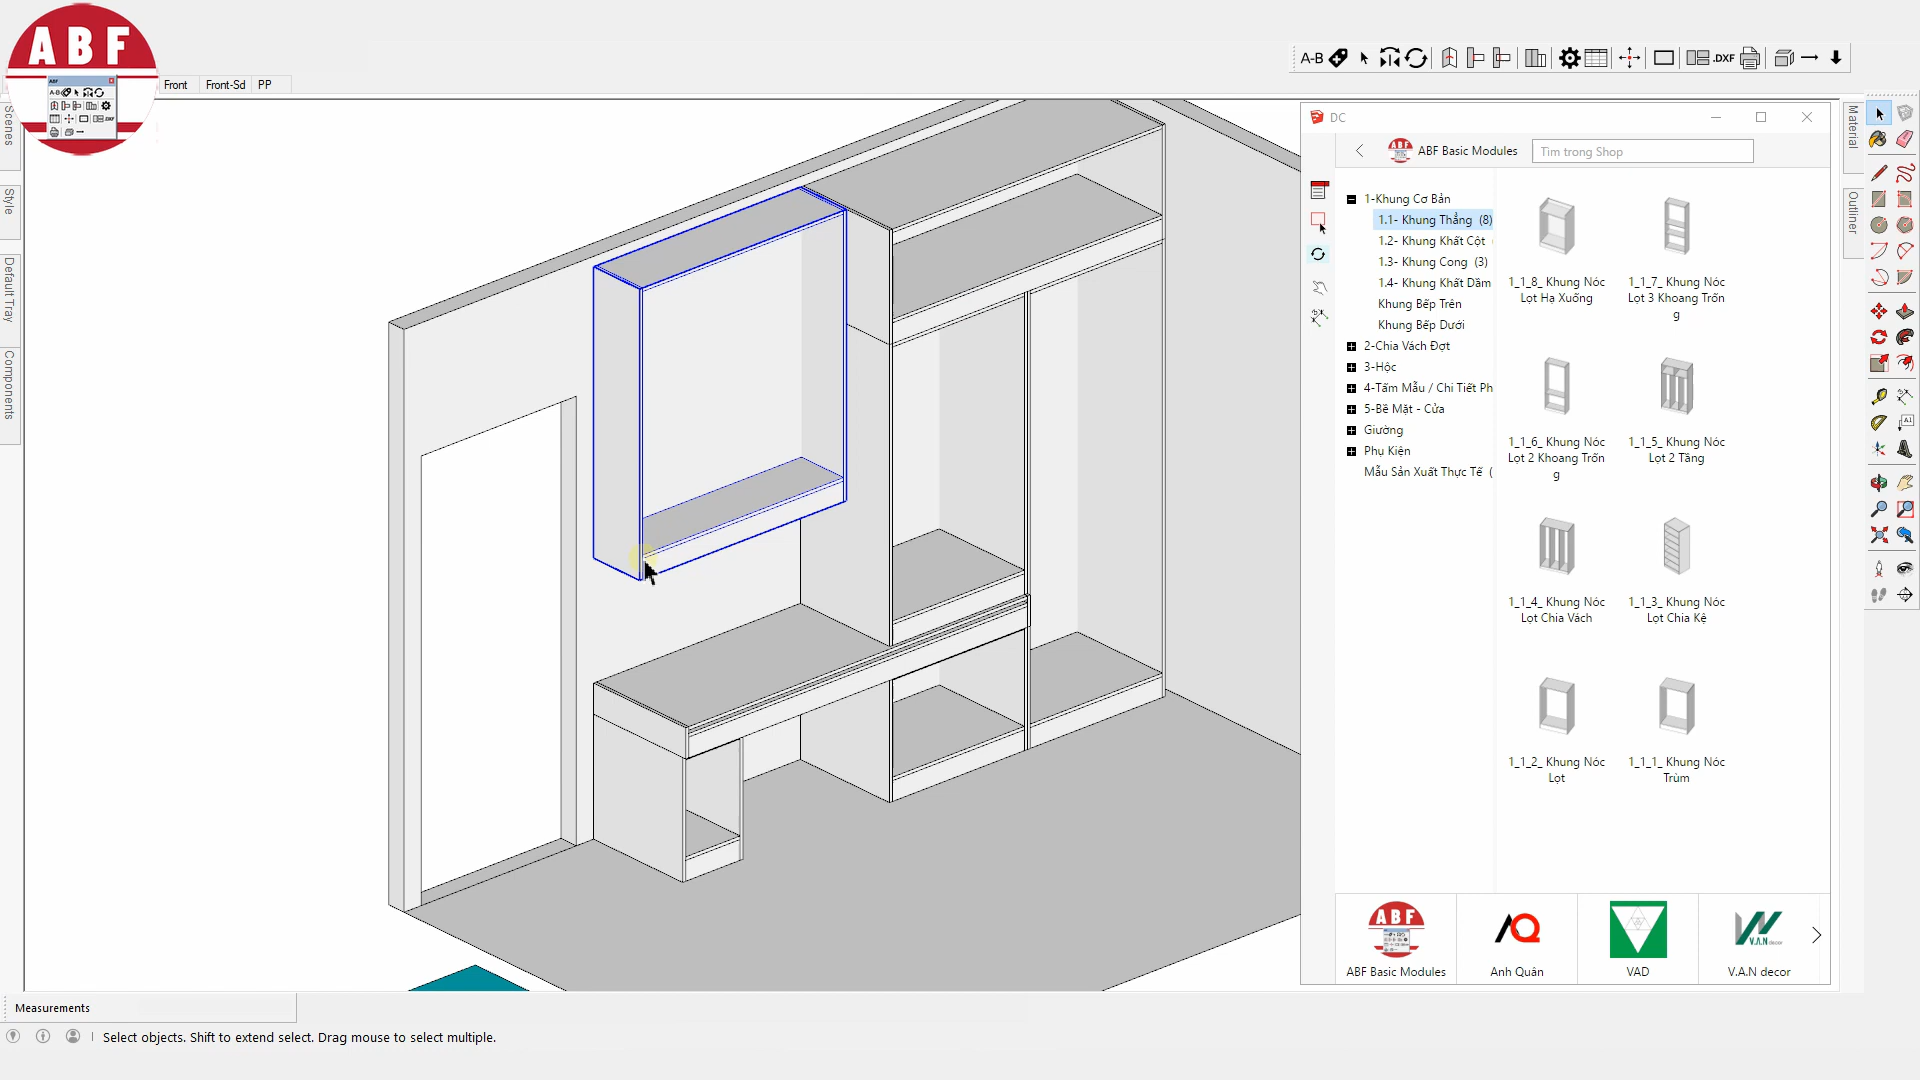 ABF
Front
Front-Sd
PP
A-B
DXF
Scenes
Style
Default Tray
Components
DC
ABF Basic Modules
Tìm trong Shop
1-Khung Cơ Bản
1.1- Khung Thẳng (8)
1.2- Khung Khất Cột
1.3- Khung Cong (3)
1.4- Khung Khất Dầm
Khung Bếp Trên
Khung Bếp Dưới
2-Chia Vách Đợt
3-Hộc
4-Tấm Mẫu / Chi Tiết Ph
5-Bề Mặt - Cửa
Giường
Phụ Kiện
Mẫu Sản Xuất Thực Tế (
1_1_8_ Khung Nóc
Lọt Hạ Xuống
1_1_7_ Khung Nóc
Lọt 3 Khoang Trốn
g
1_1_6_ Khung Nóc
Lọt 2 Khoang Trốn
g
1_1_5_ Khung Nóc
Lọt 2 Tầng
1_1_4_ Khung Nóc
Lọt Chia Vách
1_1_3_ Khung Nóc
Lọt Chia Kệ
1_1_2_ Khung Nóc
Lọt
1_1_1_ Khung Nóc
Trùm
ABF
ABF Basic Modules
Anh Quân
VAD
V.A.N decor
Material
Outliner
Measurements
Select objects. Shift to extend select. Drag mouse to select multiple.